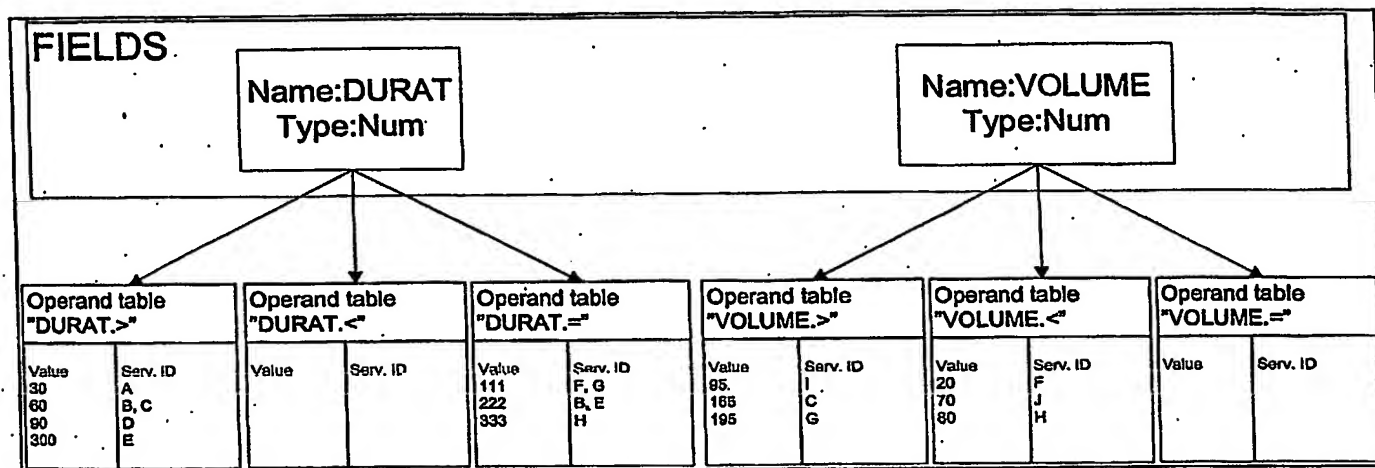 FIELDS
Name:DURAT
Type:Num
Name:VOLUME
Type:Num
Operand table
"DURAT.>"
Value Serv. ID
30 A
60 B, C
90 D
300 E
Operand table
"DURAT.<"
Value Serv. ID
Operand table
"DURAT.="
Value Serv. ID
111 F, G
222 B, E
333 H
Operand table
"VOLUME.>"
Value Serv. ID
95 I
165 C
195 G
Operand table
"VOLUME.<"
Value Serv. ID
20 F
70 J
80 H
Operand table
"VOLUME.="
Value Serv. ID